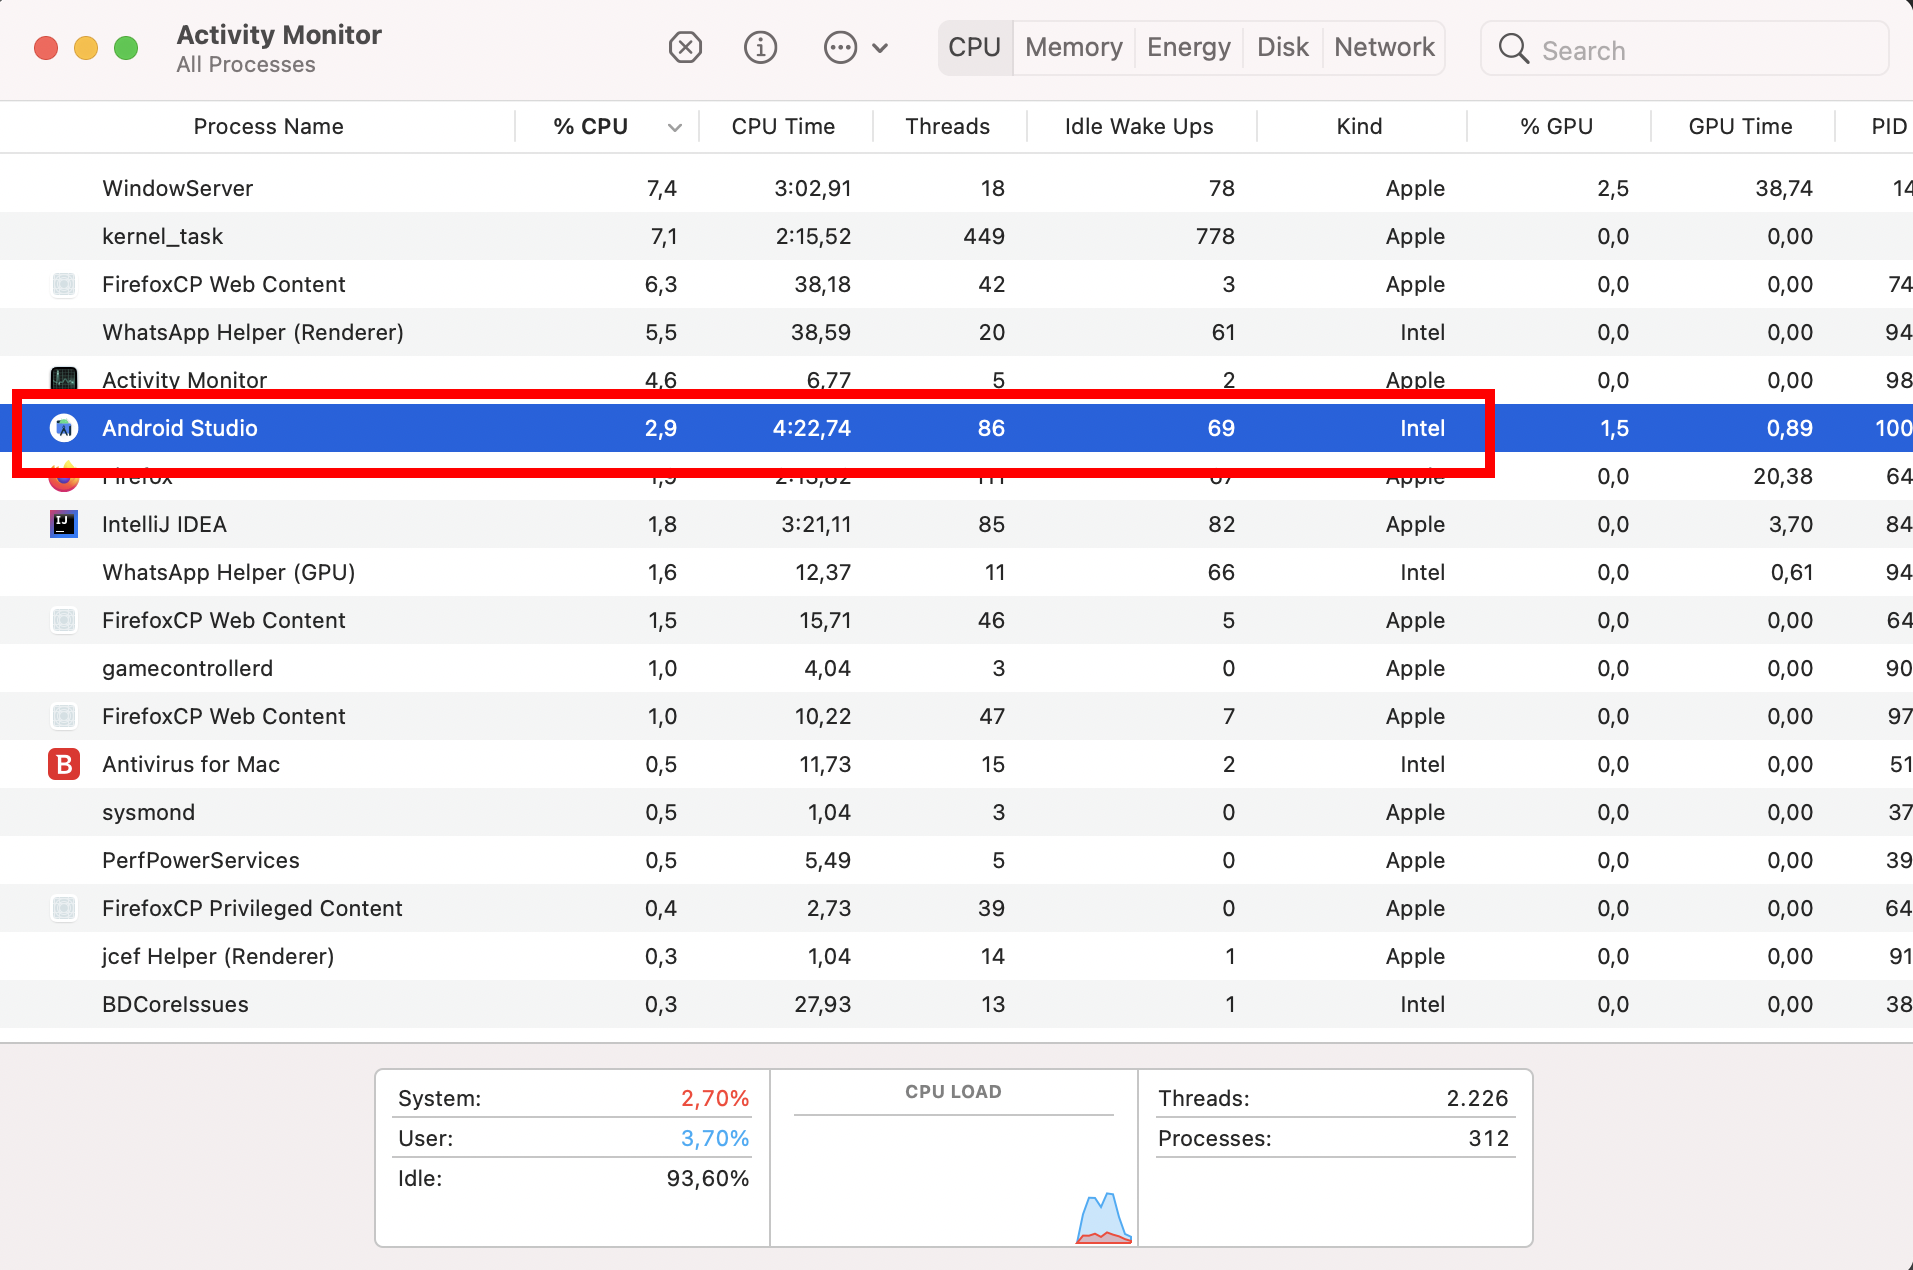 Activity Monitor
All Processes
CPU Memory Energy Disk Network Search
Process Name % CPU CPU Time Threads Idle Wake Ups Kind % GPU GPU Time PID
WindowServer 7,4 3:02,91 18 78 Apple 2,5 38,74 14
kernel_task 7,1 2:15,52 449 778 Apple 0,0 0,00
FirefoxCP Web Content 6,3 38,18 42 3 Apple 0,0 0,00 74
WhatsApp Helper (Renderer) 5,5 38,59 20 61 Intel 0,0 0,00 94
Activity Monitor 4,6 6,77 5 2 Apple 0,0 0,00 98
Android Studio 2,9 4:22,74 86 69 Intel 1,5 0,89 100
Firefox 1,9 2:13,82 111 67 Apple 0,0 20,38 64
IntelliJ IDEA 1,8 3:21,11 85 82 Apple 0,0 3,70 84
WhatsApp Helper (GPU) 1,6 12,37 11 66 Intel 0,0 0,61 94
FirefoxCP Web Content 1,5 15,71 46 5 Apple 0,0 0,00 64
gamecontrollerd 1,0 4,04 3 0 Apple 0,0 0,00 90
FirefoxCP Web Content 1,0 10,22 47 7 Apple 0,0 0,00 97
B Antivirus for Mac 0,5 11,73 15 2 Intel 0,0 0,00 51
sysmond 0,5 1,04 3 0 Apple 0,0 0,00 37
PerfPowerServices 0,5 5,49 5 0 Apple 0,0 0,00 39
FirefoxCP Privileged Content 0,4 2,73 39 0 Apple 0,0 0,00 64
jcef Helper (Renderer) 0,3 1,04 14 1 Apple 0,0 0,00 91
BDCoreIssues 0,3 27,93 13 1 Intel 0,0 0,00 38
System: 2,70%
User: 3,70%
Idle: 93,60%
CPU LOAD
Threads: 2.226
Processes: 312